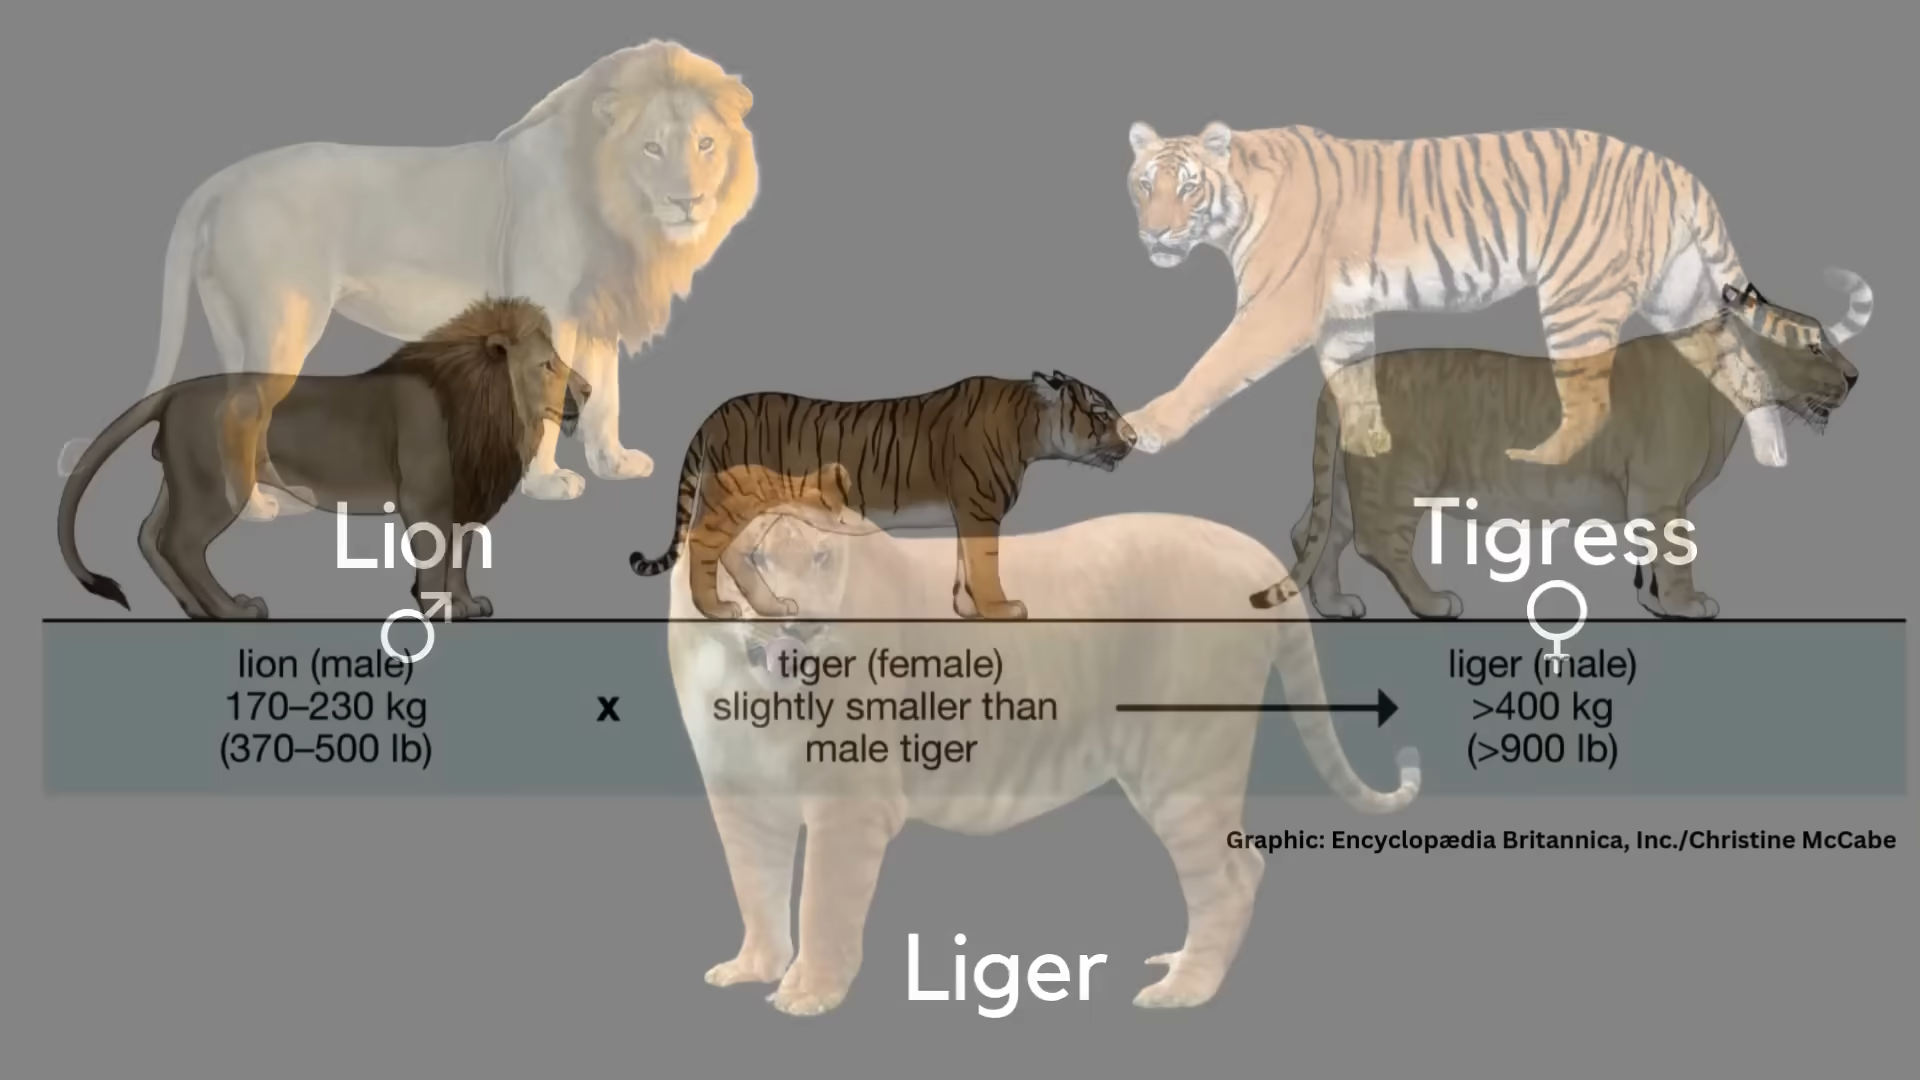 Lion
♂
Tigress
♀
lion (male)
170–230 kg
(370–500 lb)
x
tiger (female)
slightly smaller than
male tiger
liger (male)
>400 kg
(>900 lb)
Graphic: Encyclopædia Britannica, Inc./Christine McCabe
Liger